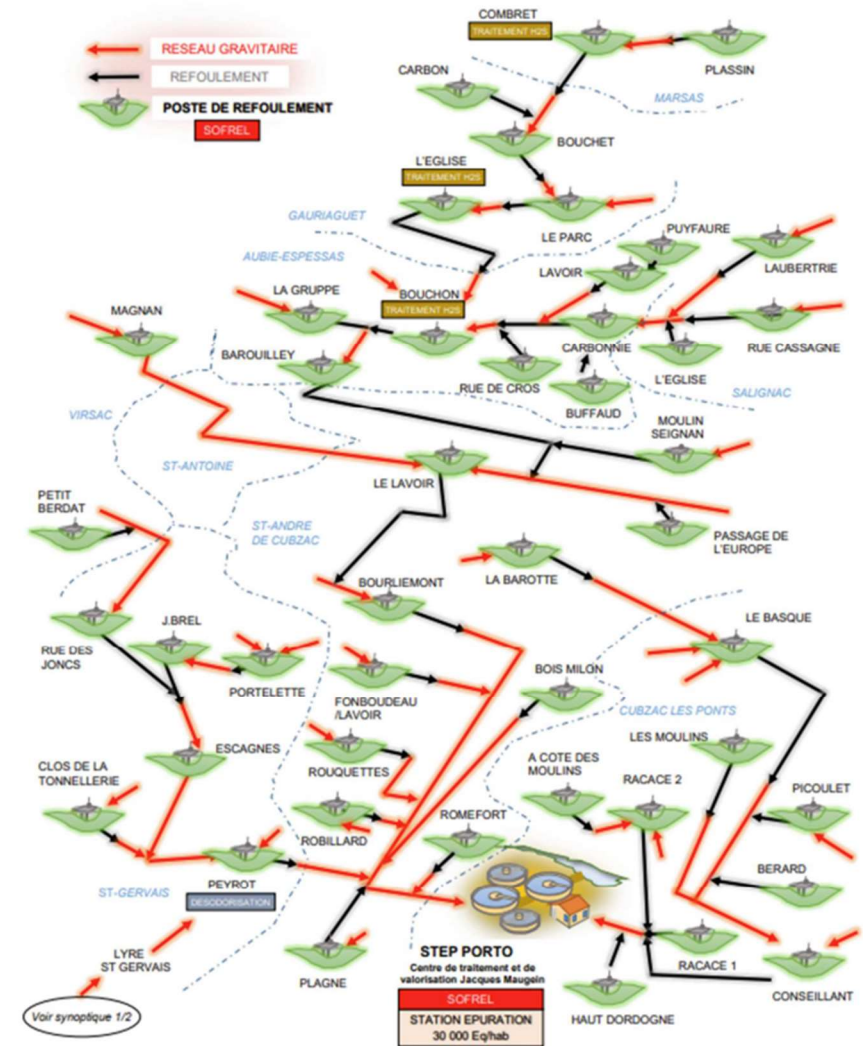 COMBRET
TRAITEMENT H2S
PLASSIN
RESEAU GRAVITAIRE
REFOULEMENT
POSTE DE REFOULEMENT
SOFREL
CARBON
MARSAS
BOUCHET
L'EGLISE
TRAITEMENT H2S
GAURIAGUET
LE PARC
PUYFAURE
AUBIE-ESPESSAS
LAVOIR
LAUBERTRIE
LA GRUPPE
BOUCHON
TRAITEMENT H2S
MAGNAN
CARBONNIE
RUE CASSAGNE
BAROUILLEY
RUE DE CROS
L'EGLISE
BUFFAUD
SALIGNAC
VIRSAC
MOULIN
SEIGNAN
ST-ANTOINE
LE LAVOIR
PETIT
BERDAT
ST-ANDRE
DE CUBZAC
PASSAGE DE
L'EUROPE
LA BAROTTE
BOURLIEMONT
LE BASQUE
RUE DES
JONCS
J.BREL
PORTELETTE
BOIS MILON
FONBOUDEAU
/LAVOIR
CUBZAC LES PONTS
LES MOULINS
ESCAGNES
ROUQUETTES
A COTE DES
MOULINS
RACACE 2
PICOULET
CLOS DE LA
TONNELLERIE
ROBILLARD
ROMEFORT
BERARD
PEYROT
DESODORISATION
ST-GERVAIS
LYRE
ST GERVAIS
PLAGNE
STEP PORTO
Centre de traitement et de
valorisation Jacques Maugein
SOFREL
STATION EPURATION
30 000 Eq/hab
RACACE 1
HAUT DORDOGNE
CONSEILLANT
Voir synoptique 1/2